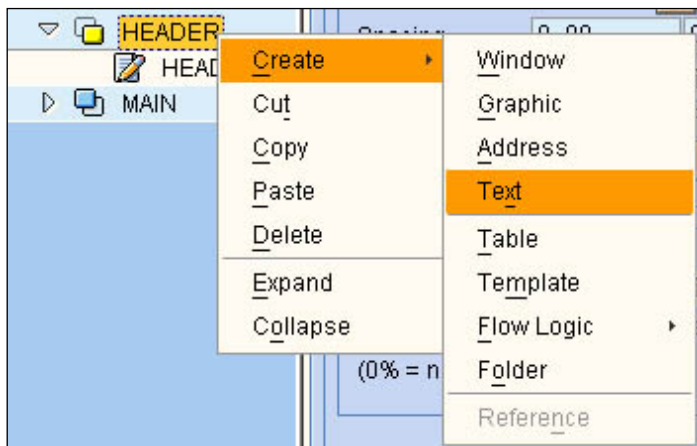 HEADER
HEAD
MAIN
Create
Cut
Copy
Paste
Delete
Expand
Collapse
Window
Graphic
Address
Text
Table
Template
Flow Logic
Folder
Reference
(0% = n